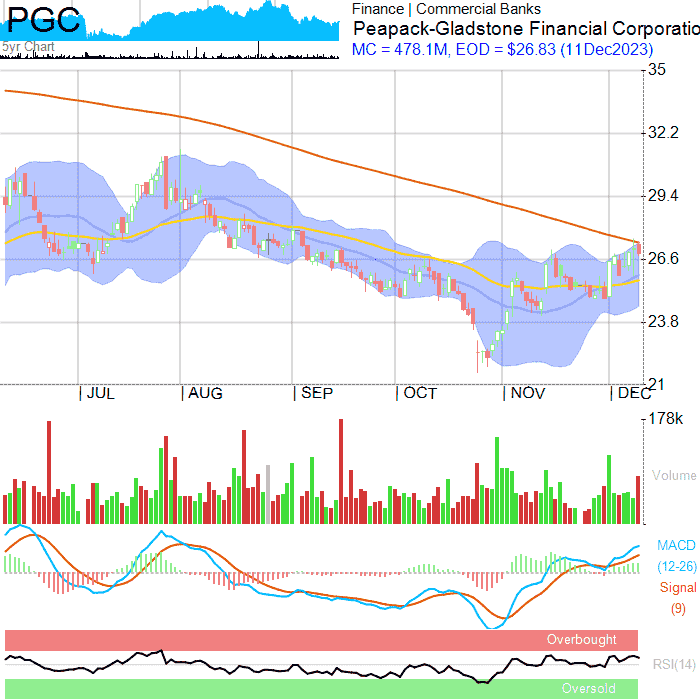 PGC
5yr Chart
Finance | Commercial Banks
Peapack-Gladstone Financial Corporatio
MC = 478.1M, EOD = $26.83 (11Dec2023)
35
32.2
29.4
26.6
23.8
21
JUL
AUG
SEP
OCT
NOV
DEC
178k
Volume
MACD
(12-26)
Signal
(9)
Overbought
RSI(14)
Oversold